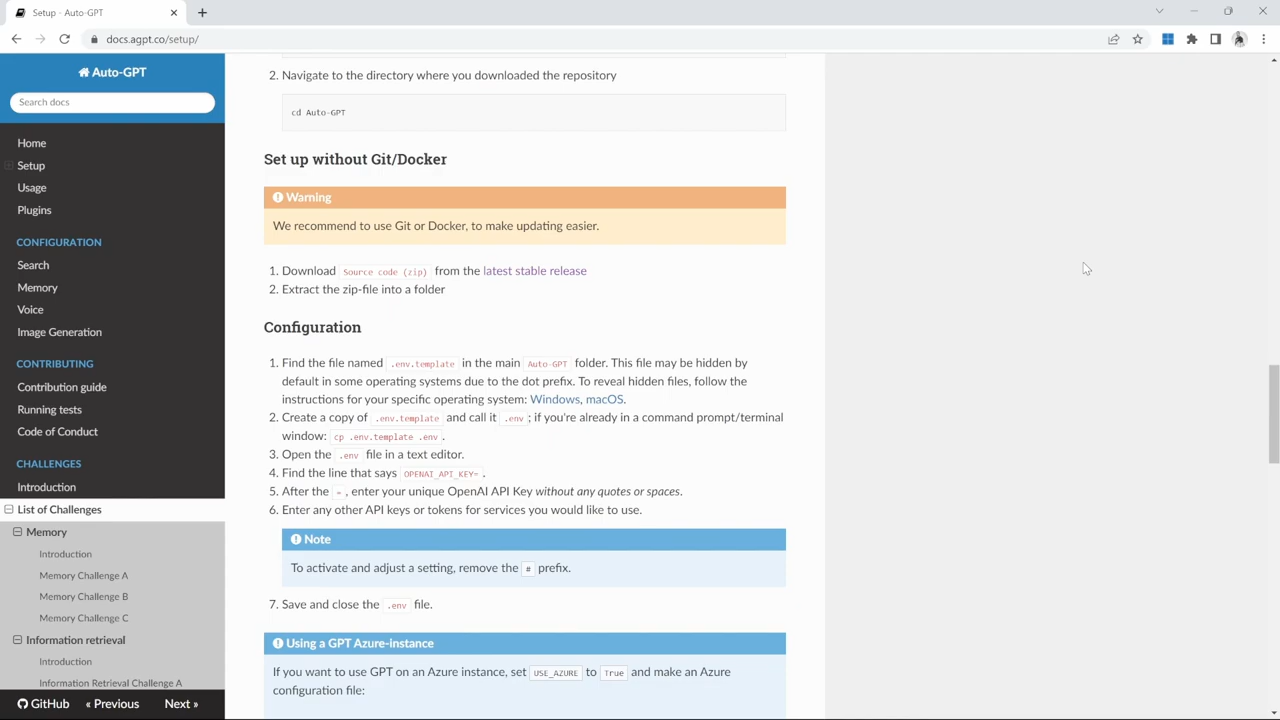 Setup - Auto-GPT
docs.agpt.co/setup/
Auto-GPT
Search docs
Home
Setup
Usage
Plugins
CONFIGURATION
Search
Memory
Voice
Image Generation
CONTRIBUTING
Contribution guide
Running tests
Code of Conduct
CHALLENGES
Introduction
List of Challenges
Memory
Introduction
Memory Challenge A
Memory Challenge B
Memory Challenge C
Information retrieval
Introduction
Information Retrieval Challenge A
GitHub « Previous Next »
2. Navigate to the directory where you downloaded the repository
cd Auto-GPT
Set up without Git/Docker
Warning
We recommend to use Git or Docker, to make updating easier.
1. Download Source code (zip) from the latest stable release
2. Extract the zip-file into a folder
Configuration
1. Find the file named .env.template in the main Auto-GPT folder. This file may be hidden by
default in some operating systems due to the dot prefix. To reveal hidden files, follow the
instructions for your specific operating system: Windows, macOS.
2. Create a copy of .env.template and call it .env ; if you're already in a command prompt/terminal
window: cp .env.template .env .
3. Open the .env file in a text editor.
4. Find the line that says OPENAI_API_KEY= .
5. After the = , enter your unique OpenAI API Key without any quotes or spaces.
6. Enter any other API keys or tokens for services you would like to use.
Note
To activate and adjust a setting, remove the # prefix.
7. Save and close the .env file.
Using a GPT Azure-instance
If you want to use GPT on an Azure instance, set USE_AZURE to True and make an Azure
configuration file: